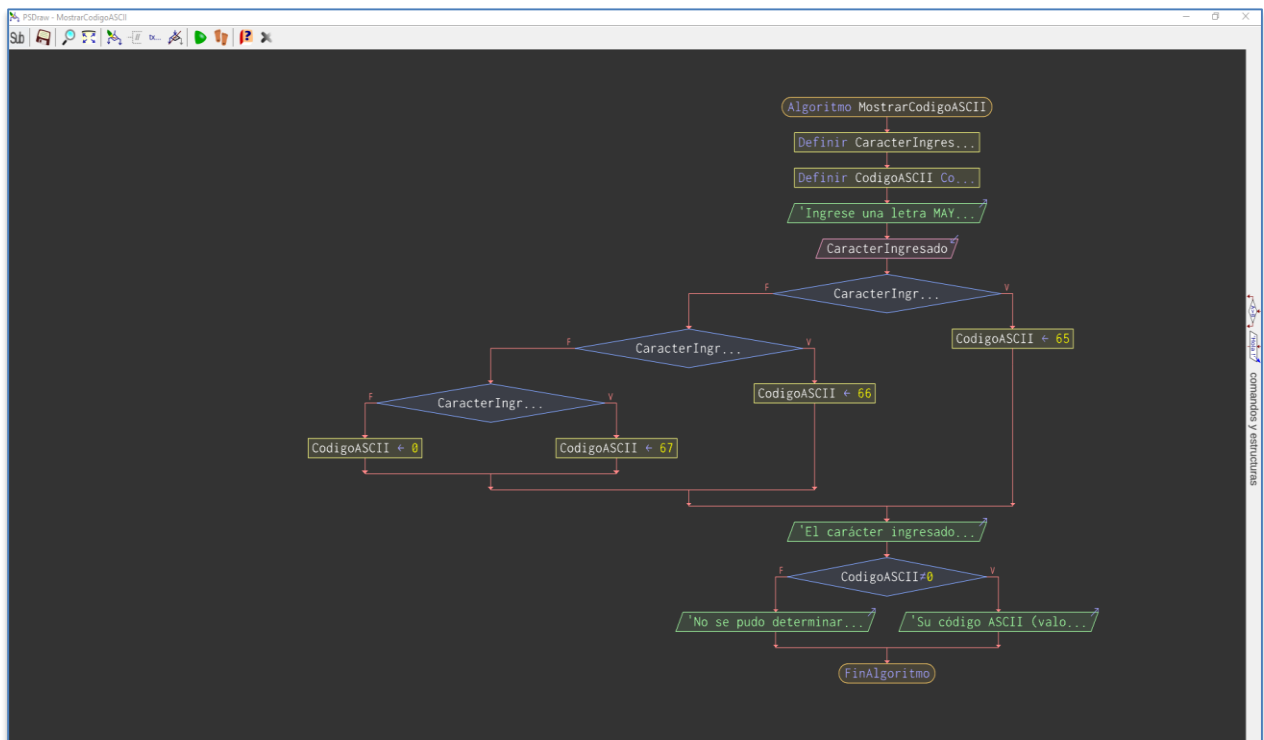 PSDraw - MostrarCodigoASCII
Sub
Algoritmo MostrarCodigoASCII
Definir CaracterIngres...
Definir CodigoASCII Co...
'Ingrese una letra MAY...
CaracterIngresado
CaracterIngr...
F
V
CodigoASCII ← 65
CaracterIngr...
F
V
CodigoASCII ← 66
CaracterIngr...
F
V
CodigoASCII ← 0
CodigoASCII ← 67
'El carácter ingresado...
CodigoASCII≠0
F
V
'No se pudo determinar...
'Su código ASCII (valo...
FinAlgoritmo
comandos y estructuras